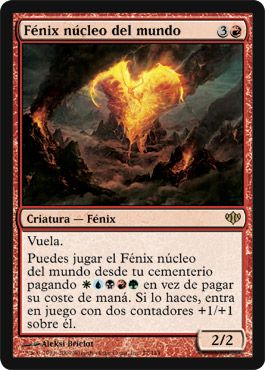 Fénix núcleo del mundo 3
Criatura — Fénix
Vuela.
Puedes jugar el Fénix núcleo
del mundo desde tu cementerio
pagando en vez de pagar
su coste de maná. Si lo haces, entra
en juego con dos contadores +1/+1
sobre él.
Aleksi Briclot
2/2